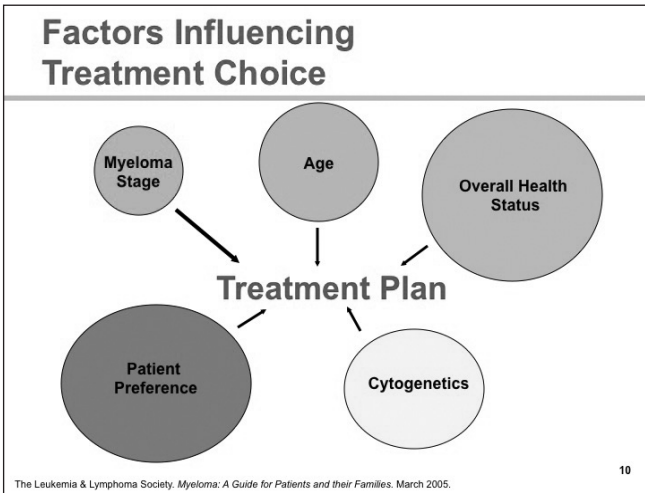 Factors Influencing
Treatment Choice
Myeloma
Stage
Age
Overall Health
Status
Treatment Plan
Patient
Preference
Cytogenetics
10
The Leukemia & Lymphoma Society. Myeloma: A Guide for Patients and their Families. March 2005.